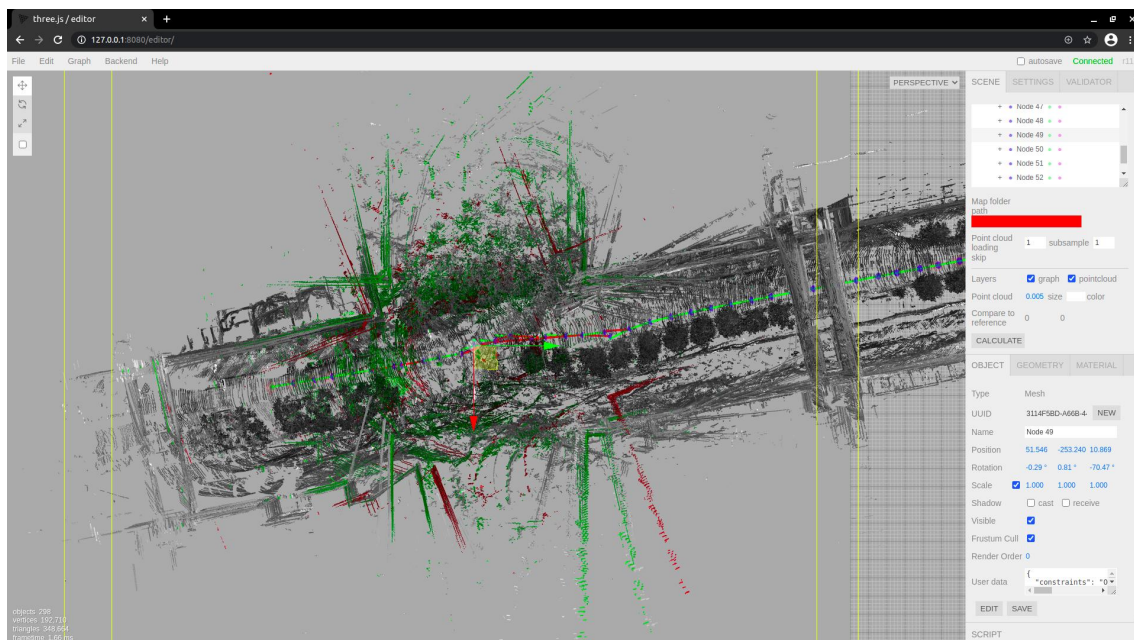 three.js / editor × +
127.0.0.1:8080/editor/
File Edit Graph Backend Help autosave Connected r11
PERSPECTIVE
SCENE SETTINGS VALIDATOR
+ Node 47
+ Node 48
+ Node 49
+ Node 50
+ Node 51
+ Node 52
Map folder
path
Point cloud
loading 1 subsample 1
skip
Layers graph pointcloud
Point cloud 0.005 size color
Compare to
reference 0 0
CALCULATE
OBJECT GEOMETRY MATERIAL
Type Mesh
UUID 3114F5BD-A66B-4 NEW
Name Node 49
Position 51.546 -253.240 10.869
Rotation -0.29 ° 0.81 ° -70.47 °
Scale 1.000 1.000 1.000
Shadow cast receive
Visible
Frustum Cull
Render Order 0
User data {
"constraints": "0
EDIT SAVE
SCRIPT
objects 298
vertices 192,710
triangles 348,664
frametime 1.66 ms